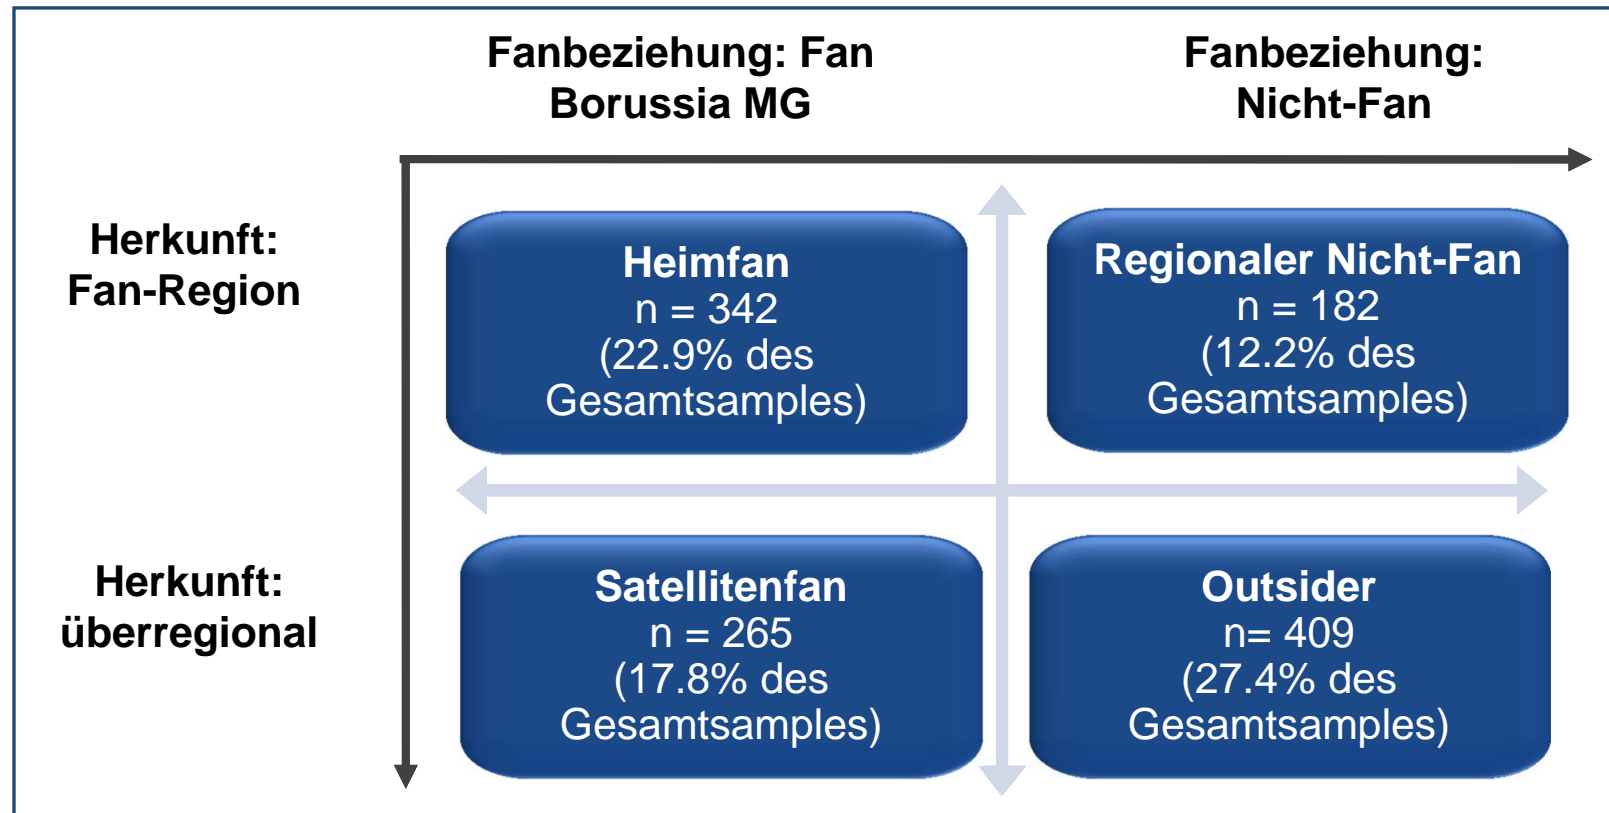 Fanbeziehung: Fan
Borussia MG
Fanbeziehung:
Nicht-Fan
Herkunft:
Fan-Region
Heimfan
n = 342
(22.9% des
Gesamtsamples)
Regionaler Nicht-Fan
n = 182
(12.2% des
Gesamtsamples)
Herkunft:
überregional
Satellitenfan
n = 265
(17.8% des
Gesamtsamples)
Outsider
n= 409
(27.4% des
Gesamtsamples)